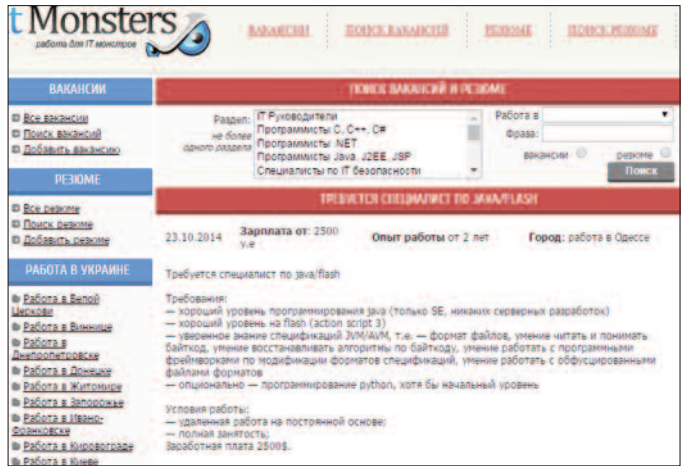 t Monsters
работа для IT монстров
ВАКАНСИИ
ПОИСК ВАКАНСИЙ
РЕЗЮМЕ
ПОИСК РЕЗЮМЕ
ВАКАНСИИ
Все вакансии
Поиск вакансий
Добавить вакансию
РЕЗЮМЕ
Все резюме
Поиск резюме
Добавить резюме
РАБОТА В УКРАИНЕ
Работа в Белой
Церкови
Работа в Виннице
Работа в
Днепропетровске
Работа в Донецке
Работа в Житомире
Работа в Запорожье
Работа в Ивано-
Франковске
Работа в Кировограде
Работа в Киеве
ПОИСК ВАКАНСИЙ И РЕЗЮМЕ
Раздел:
не более
одного раздела
IT Руководители
Программисты C, C++, C#
Программисты .NET
Программисты Java, J2EE, JSP
Специалисты по IT безопасности
Работа в
Фраза:
вакансии
резюме
Поиск
ТРЕБУЕТСЯ СПЕЦИАЛИСТ ПО JAVA/FLASH
23.10.2014
Зарплата от: 2500
у.е
Опыт работы от 2 лет
Город: работа в Одессе
Требуется специалист по java/flash
Требования:
— хороший уровень программирования java (только SE, никаких серверных разработок)
— хороший уровень на flash (action script 3)
— уверенное знание спецификаций JVM/AVM, т.е. — формат файлов, умение читать и понимать
байткод, умение восстанавливать алгоритмы по байткоду, умение работать с программными
фреймворками по модификации форматов спецификаций, умение работать с обфусцированными
файлами форматов
— опционально — программирование python, хотя бы начальный уровень
Условия работы:
— удаленная работа на постоянной основе;
— полная занятость;
Заработная плата 2500$.